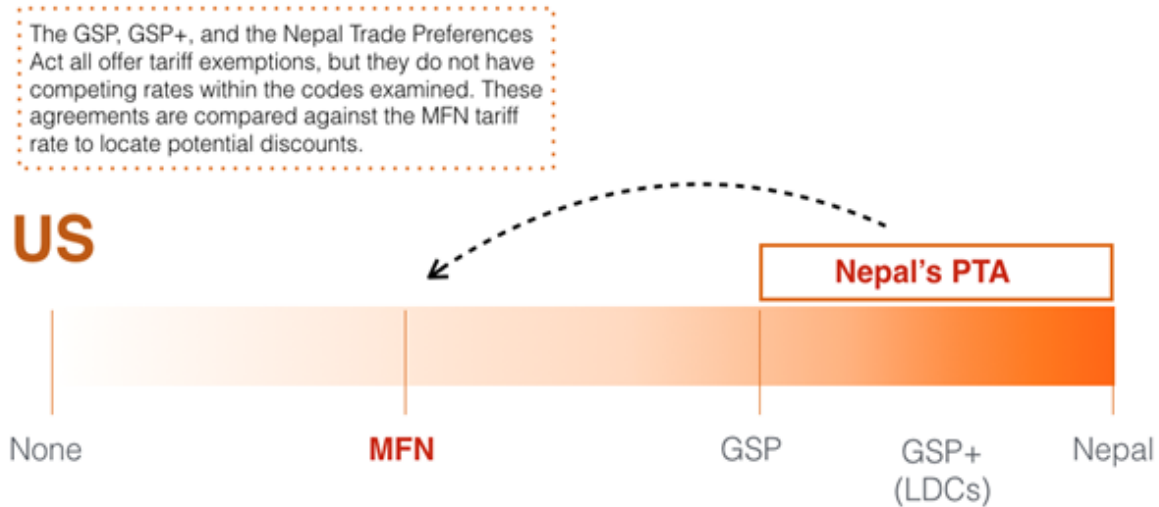 The GSP, GSP+, and the Nepal Trade Preferences
Act all offer tariff exemptions, but they do not have
competing rates within the codes examined. These
agreements are compared against the MFN tariff
rate to locate potential discounts.
US
Nepal's PTA
None
MFN
GSP
GSP+
(LDCs)
Nepal